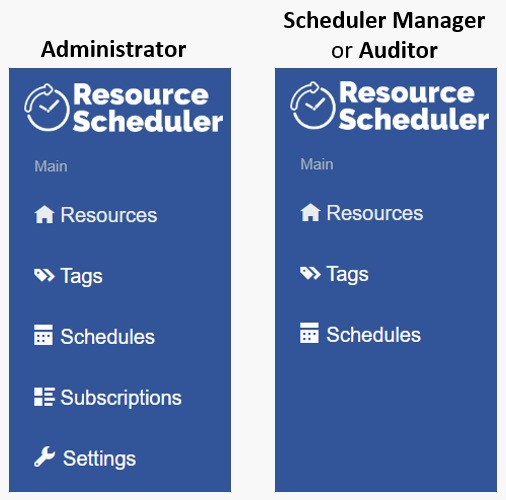 Administrator
Resource
Scheduler
Main
Resources
Tags
Schedules
Subscriptions
Settings
Scheduler Manager
or Auditor
Resource
Scheduler
Main
Resources
Tags
Schedules